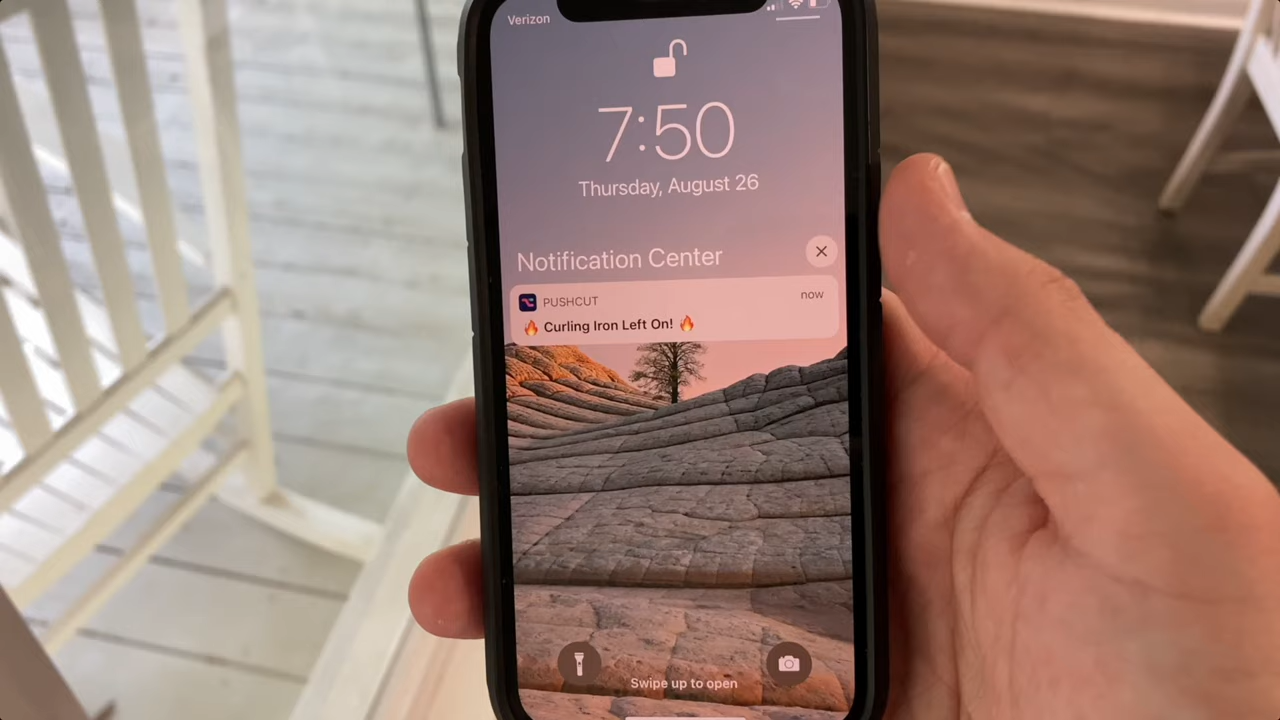 Verizon
7:50
Thursday, August 26
Notification Center
PUSHCUT
now
🔥 Curling Iron Left On! 🔥
Swipe up to open